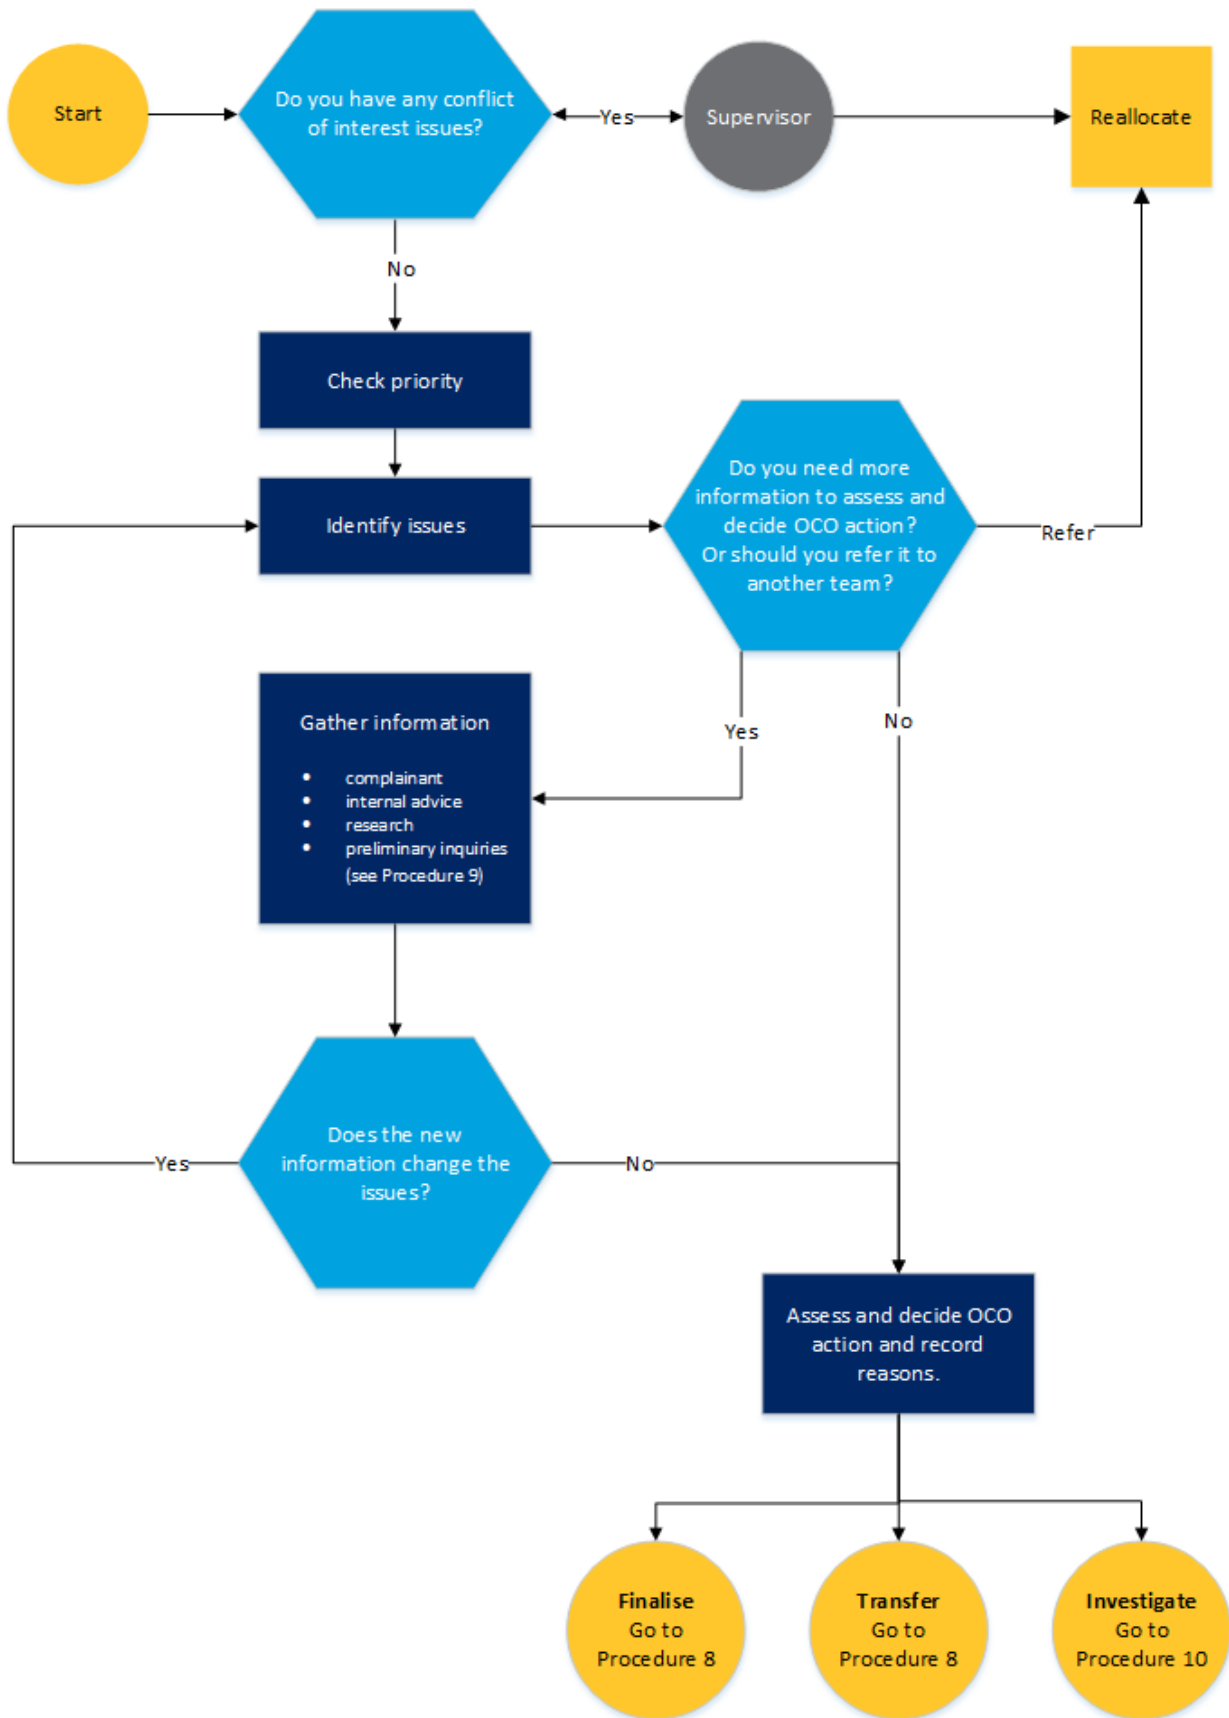 Start
Do you have any conflict
of interest issues?
Yes
Supervisor
Reallocate
No
Check priority
Identify issues
Do you need more
information to assess and
decide OCO action?
Or should you refer it to
another team?
Refer
Gather information
• complainant
• internal advice
• research
• preliminary inquiries
(see Procedure 9)
Yes
No
Does the new
information change the
issues?
Yes
No
Assess and decide OCO
action and record
reasons.
Finalise
Go to
Procedure 8
Transfer
Go to
Procedure 8
Investigate
Go to
Procedure 10